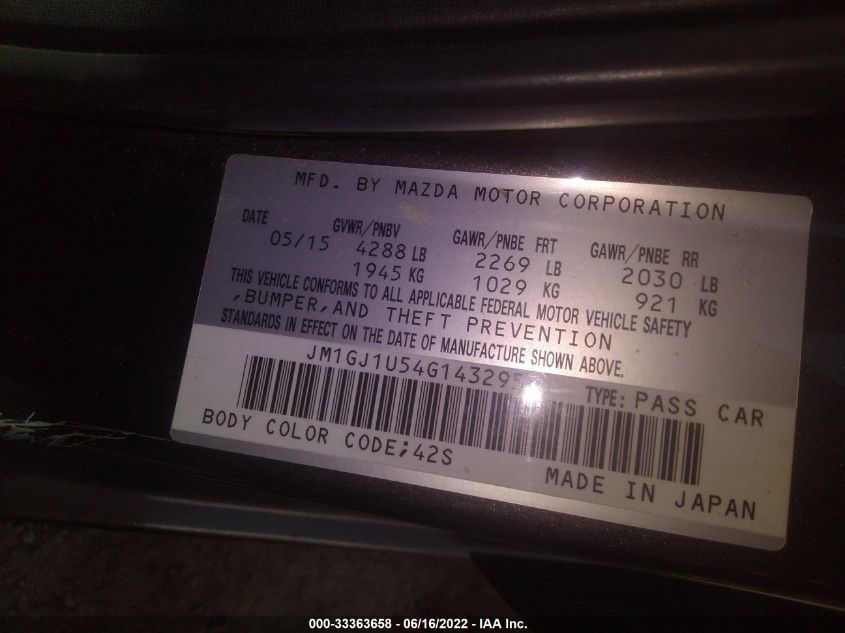 MFD. BY MAZDA MOTOR CORPORATION
DATE GVWR/PNBV GAWR/PNBE FRT GAWR/PNBE RR
05/15 4288 LB 2269 LB 2030 LB
1945 KG 1029 KG 921 KG
THIS VEHICLE CONFORMS TO ALL APPLICABLE FEDERAL MOTOR VEHICLE SAFETY
,BUMPER,AND THEFT PREVENTION
STANDARDS IN EFFECT ON THE DATE OF MANUFACTURE SHOWN ABOVE.
TYPE: PASS CAR
BODY COLOR CODE;42S
MADE IN JAPAN
000-33363658 - 06/16/2022 - IAA Inc.